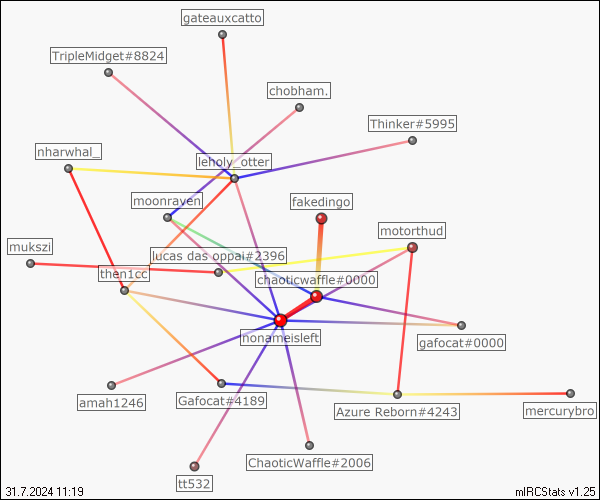 gateauxcatto
TripleMidget#8824
chobham.
Thinker#5995
nharwhal_
leholy_otter
moonraven
fakedingo
motorthud
mukszi
lucas das oppai#2396
then1cc
chaoticwaffle#0000
nonameisleft
gafocat#0000
amah1246
Gafocat#4189
Azure Reborn#4243
mercurybro
ChaoticWaffle#2006
tt532
31.7.2024 11:19
mIRCStats v1.25